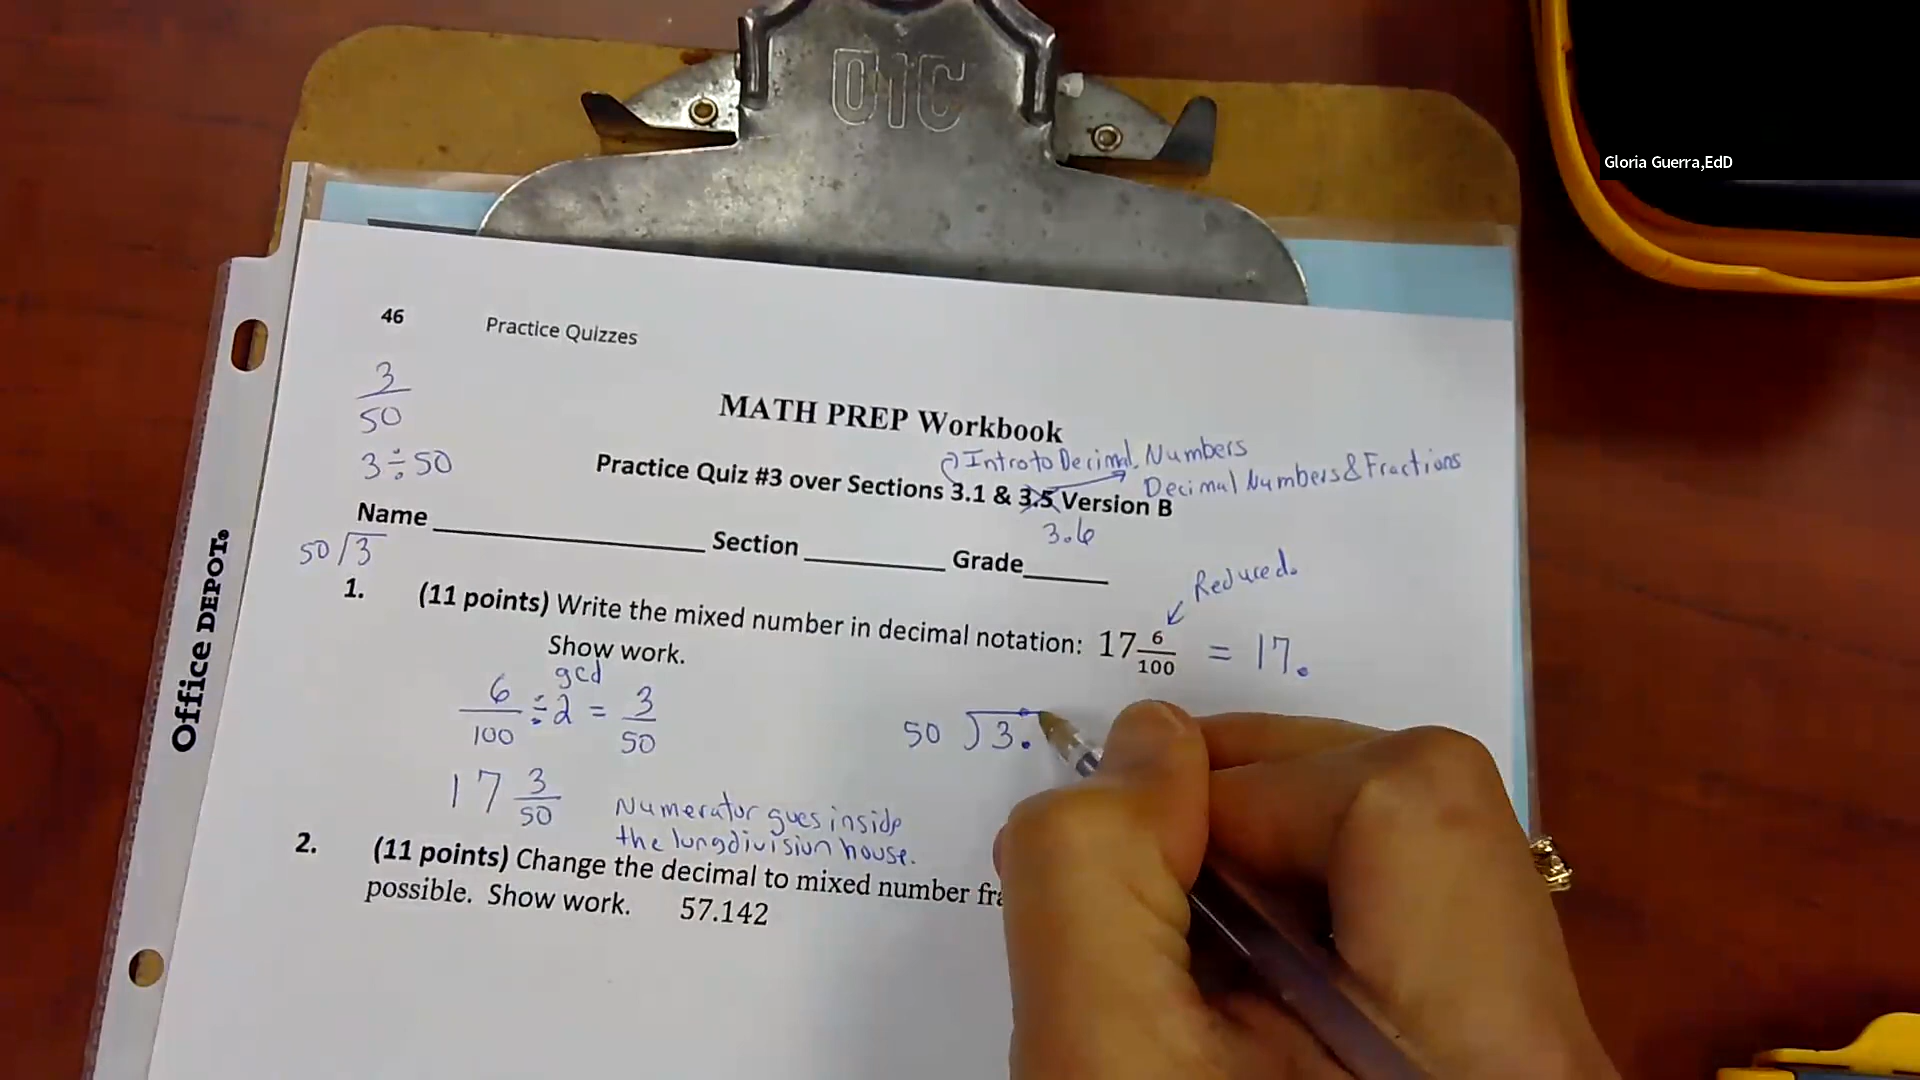 OIC
Gloria Guerra,EdD
46 Practice Quizzes
3
50
3 ÷ 50
50 ) 3
MATH PREP Workbook
Intro to Decimal Numbers
Decimal Numbers & Fractions
Practice Quiz #3 over Sections 3.1 & 3.5 Version B
3.6
Name ____ Section ____ Grade ____
Reduced.
1. (11 points) Write the mixed number in decimal notation: 17 6/100 = 17.
Show work.
gcd
6/100 ÷ 2 = 3/50
50 ) 3.
17 3/50
Numerator goes inside
the longdivision house.
2. (11 points) Change the decimal to mixed number
possible. Show work. 57.142
Office DEPOT